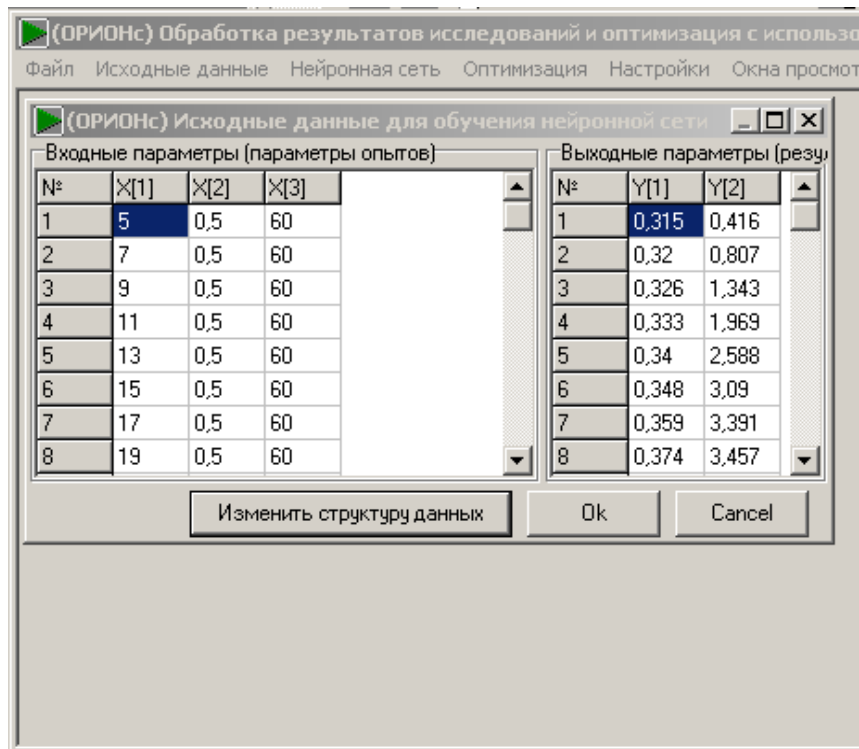 (ОРИОНс) Обработка результатов исследований и оптимизация с использо
Файл Исходные данные Нейронная сеть Оптимизация Настройки Окна просмот
(ОРИОНс) Исходные данные для обучения нейронной сети
Входные параметры (параметры опытов) Выходные параметры (резул
№ X[1] X[2] X[3] № Y[1] Y[2]
1 5 0,5 60 1 0,315 0,416
2 7 0,5 60 2 0,32 0,807
3 9 0,5 60 3 0,326 1,343
4 11 0,5 60 4 0,333 1,969
5 13 0,5 60 5 0,34 2,588
6 15 0,5 60 6 0,348 3,09
7 17 0,5 60 7 0,359 3,391
8 19 0,5 60 8 0,374 3,457
Изменить структуру данных Ok Cancel